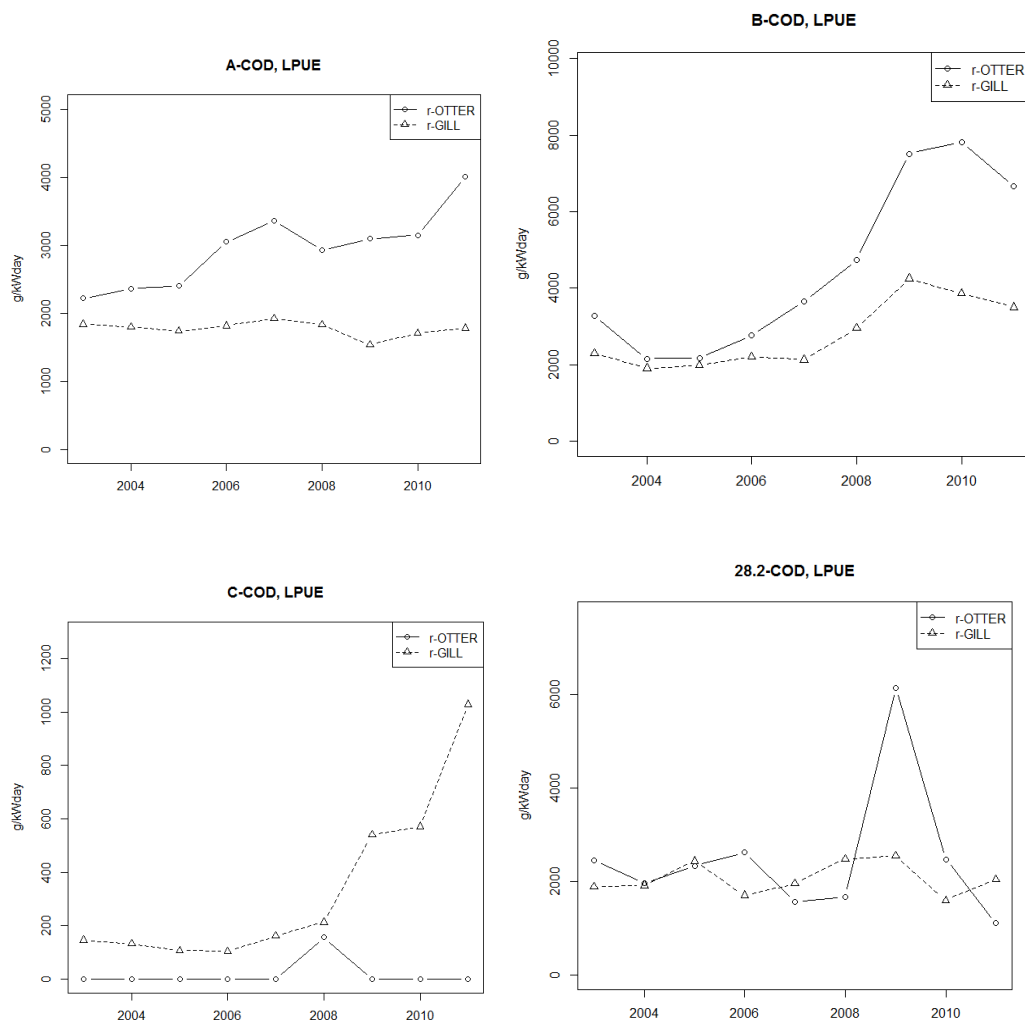 A-COD, LPUE
r-OTTER
r-GILL
g/kWday
5000
4000
3000
2000
1000
0
2004 2006 2008 2010
B-COD, LPUE
r-OTTER
r-GILL
g/kWday
10000
8000
6000
4000
2000
0
2004 2006 2008 2010
C-COD, LPUE
r-OTTER
r-GILL
g/kWday
1200
1000
800
600
400
200
0
2004 2006 2008 2010
28.2-COD, LPUE
r-OTTER
r-GILL
g/kWday
6000
4000
2000
0
2004 2006 2008 2010